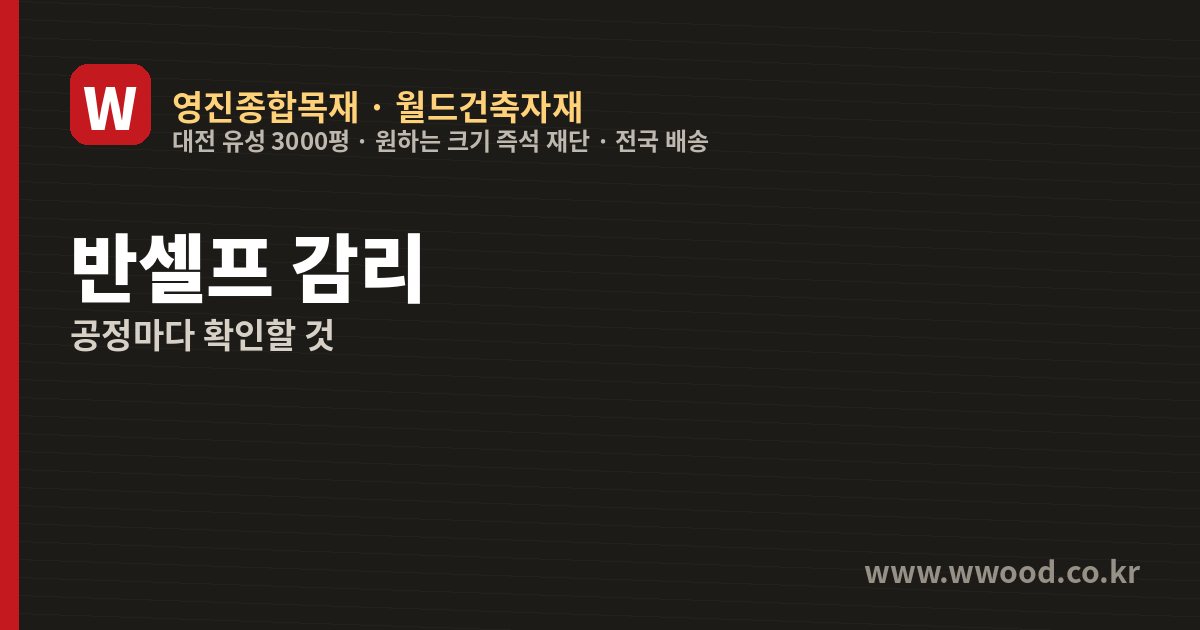 W
영진종합목재 · 월드건축자재
대전 유성 3000평 · 원하는 크기 즉석 재단 · 전국 배송
반셀프 감리
공정마다 확인할 것
www.wwood.co.kr